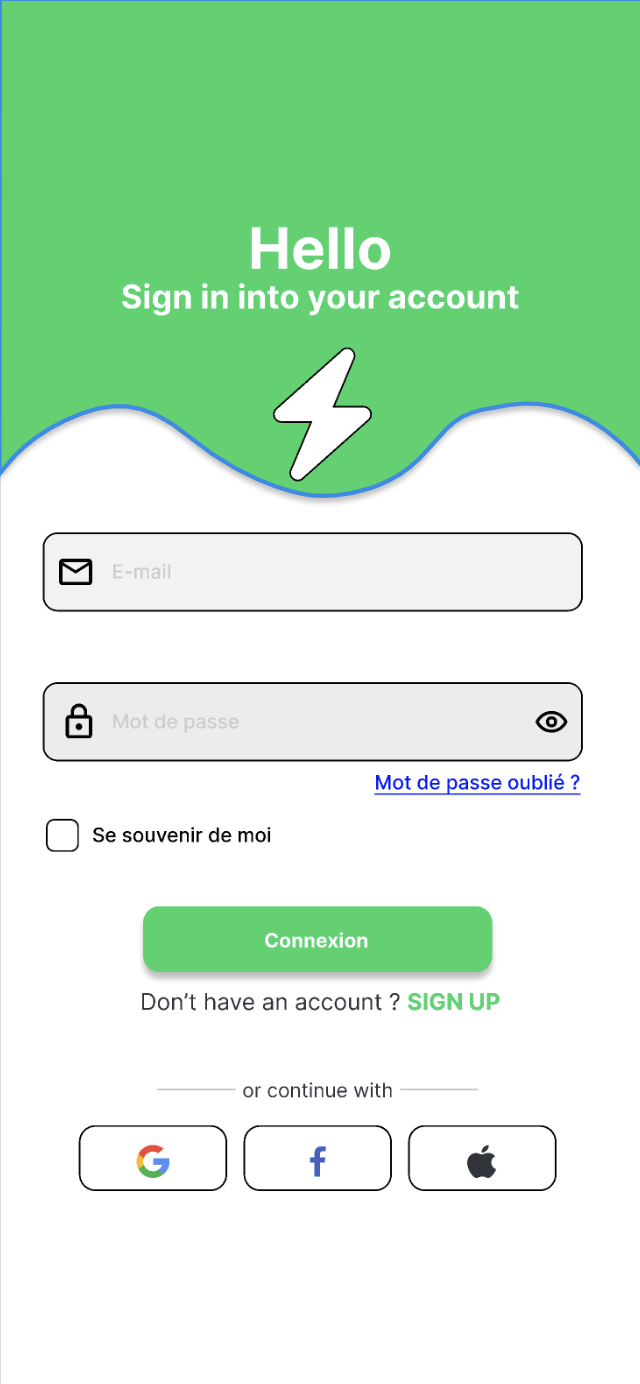 Hello
Sign in into your account
E-mail
Mot de passe
Mot de passe oublié ?
Se souvenir de moi
Connexion
Don’t have an account ? SIGN UP
or continue with